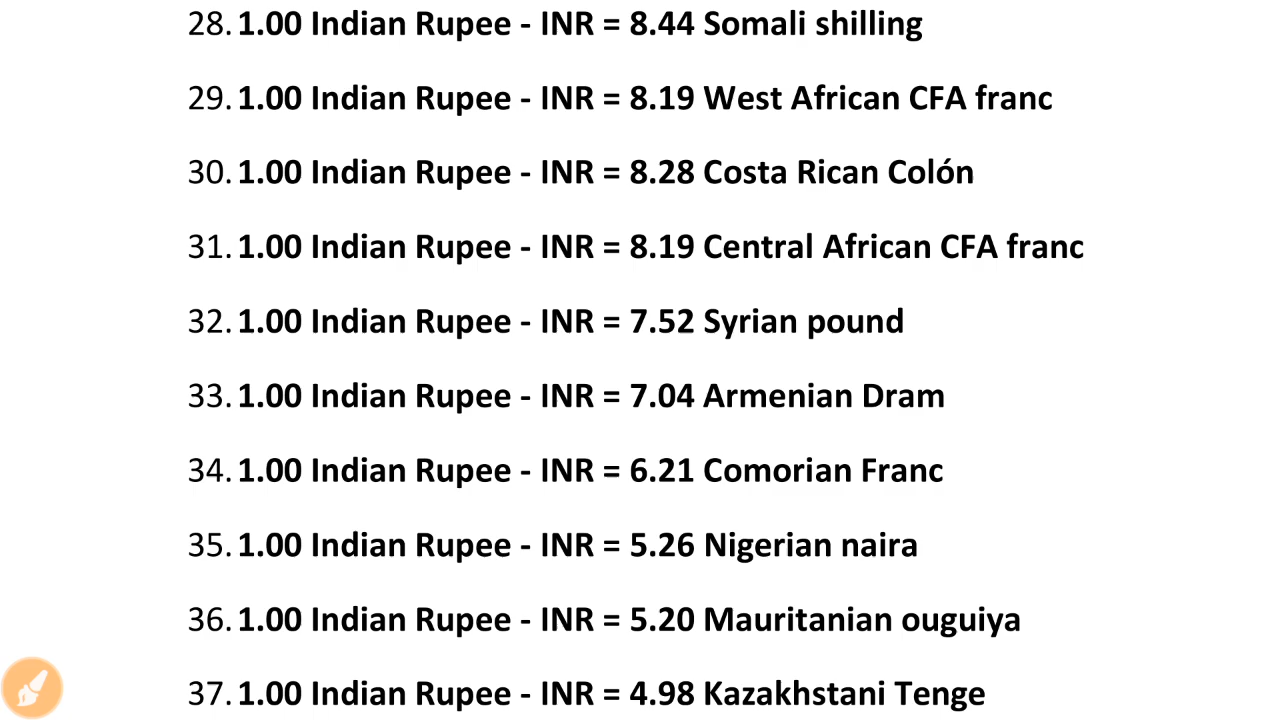 28. 1.00 Indian Rupee - INR = 8.44 Somali shilling
29. 1.00 Indian Rupee - INR = 8.19 West African CFA franc
30. 1.00 Indian Rupee - INR = 8.28 Costa Rican Colón
31. 1.00 Indian Rupee - INR = 8.19 Central African CFA franc
32. 1.00 Indian Rupee - INR = 7.52 Syrian pound
33. 1.00 Indian Rupee - INR = 7.04 Armenian Dram
34. 1.00 Indian Rupee - INR = 6.21 Comorian Franc
35. 1.00 Indian Rupee - INR = 5.26 Nigerian naira
36. 1.00 Indian Rupee - INR = 5.20 Mauritanian ouguiya
37. 1.00 Indian Rupee - INR = 4.98 Kazakhstani Tenge